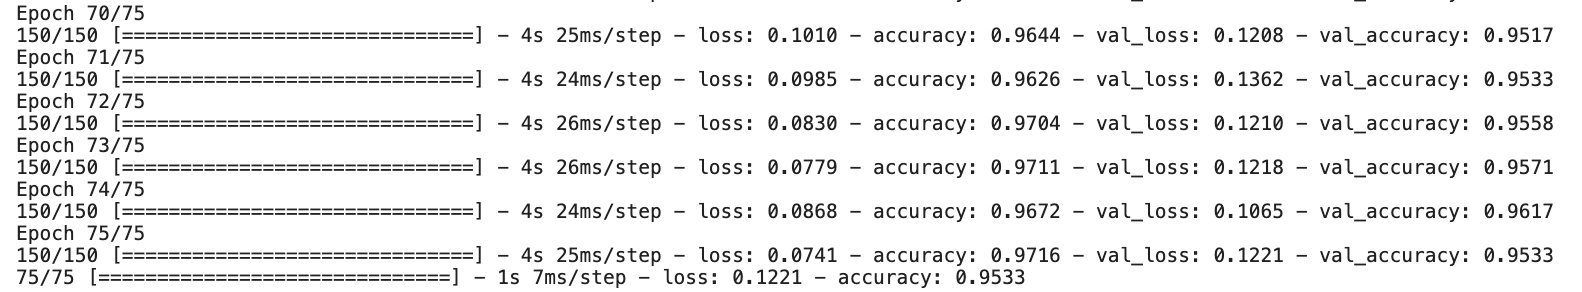 Epoch 70/75
150/150 [==============================] - 4s 25ms/step - loss: 0.1010 - accuracy: 0.9644 - val_loss: 0.1208 - val_accuracy: 0.9517
Epoch 71/75
150/150 [==============================] - 4s 24ms/step - loss: 0.0985 - accuracy: 0.9626 - val_loss: 0.1362 - val_accuracy: 0.9533
Epoch 72/75
150/150 [==============================] - 4s 26ms/step - loss: 0.0830 - accuracy: 0.9704 - val_loss: 0.1210 - val_accuracy: 0.9558
Epoch 73/75
150/150 [==============================] - 4s 26ms/step - loss: 0.0779 - accuracy: 0.9711 - val_loss: 0.1218 - val_accuracy: 0.9571
Epoch 74/75
150/150 [==============================] - 4s 24ms/step - loss: 0.0868 - accuracy: 0.9672 - val_loss: 0.1065 - val_accuracy: 0.9617
Epoch 75/75
150/150 [==============================] - 4s 25ms/step - loss: 0.0741 - accuracy: 0.9716 - val_loss: 0.1221 - val_accuracy: 0.9533
75/75 [==============================] - 1s 7ms/step - loss: 0.1221 - accuracy: 0.9533